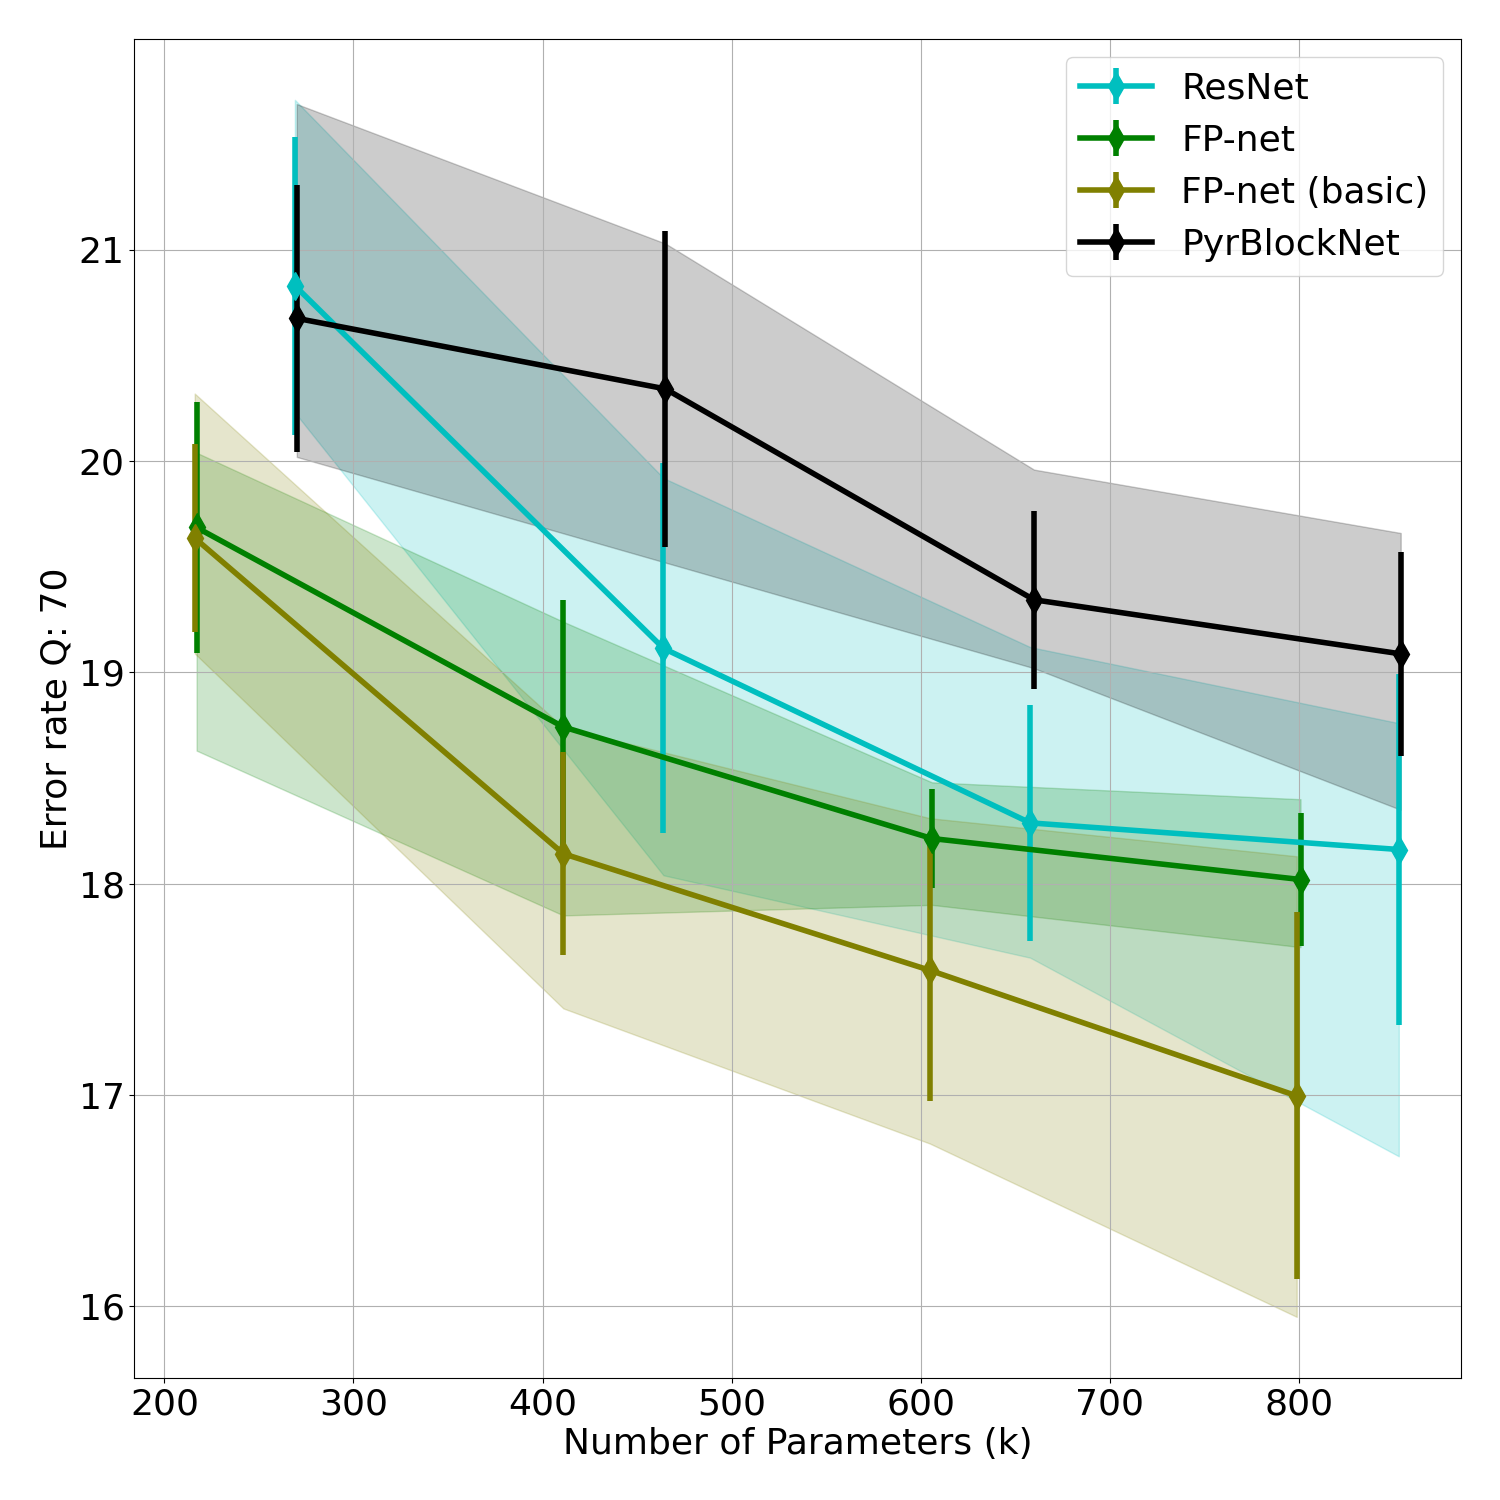 ResNet
FP-net
FP-net (basic)
PyrBlockNet
Error rate Q: 70
21
20
19
18
17
16
200 300 400 500 600 700 800
Number of Parameters (k)